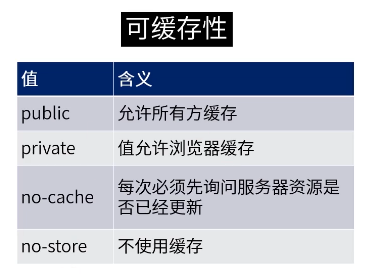 可缓存性
值 含义
public 允许所有方缓存
private 值允许浏览器缓存
no-cache 每次必须先询问服务器资源是
否已经更新
no-store 不使用缓存